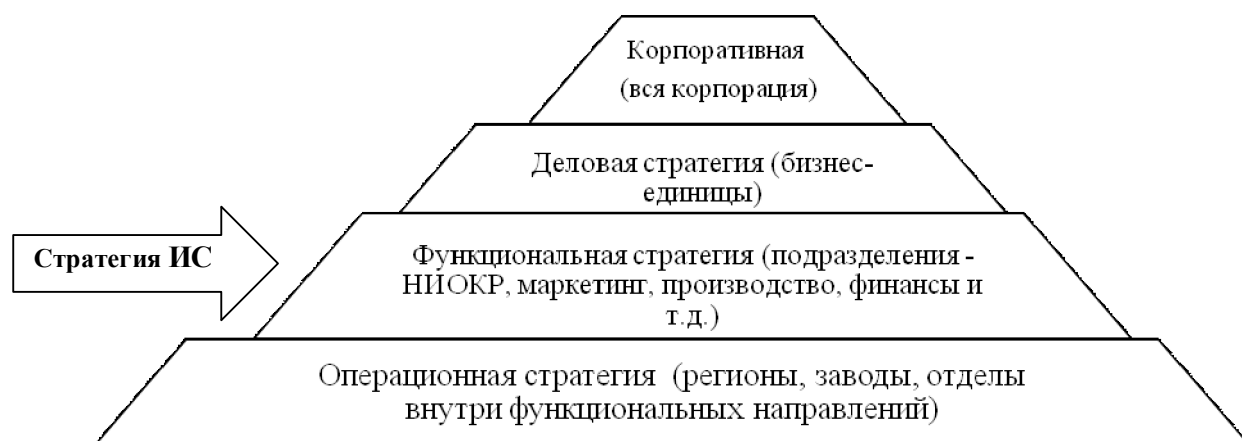 Корпоративная
(вся корпорация)
Деловая стратегия (бизнес-
единицы)
Стратегия ИС
Функциональная стратегия (подразделения -
НИОКР, маркетинг, производство, финансы и
т.д.)
Операционная стратегия (регионы, заводы, отделы
внутри функциональных направлений)